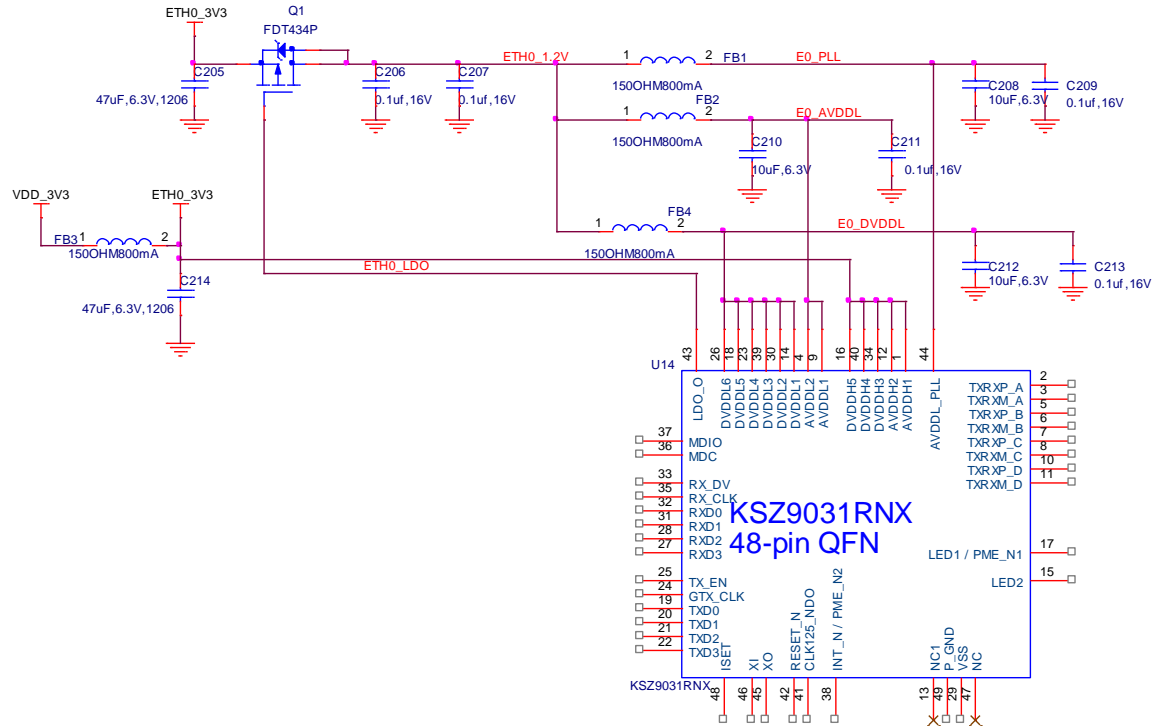 ETH0_3V3
Q1
FDT434P
C205
47uF,6.3V,1206
C206
0.1uf,16V
C207
0.1uf,16V
ETH0_1.2V
1
2
FB1
150OHM800mA
E0_PLL
C208
10uF,6.3V
C209
0.1uf,16V
FB2
1
2
150OHM800mA
E0_AVDDL
C210
10uF,6.3V
C211
0.1uf,16V
VDD_3V3
ETH0_3V3
FB3
1
2
150OHM800mA
FB4
1
2
150OHM800mA
E0_DVDDL
C212
10uF,6.3V
C213
0.1uf,16V
ETH0_LDO
C214
47uF,6.3V,1206
U14
43
26
18
23
39
30
14
4
9
16
40
34
12
1
44
LDO_O
DVDDL6
DVDDL5
DVDDL4
DVDDL3
DVDDL2
DVDDL1
AVDDL2
AVDDL1
DVDDH5
DVDDH4
DVDDH3
AVDDH2
AVDDH1
AVDDL_PLL
37 MDIO
36 MDC
33 RX_DV
35 RX_CLK
32 RXD0
31 RXD1
28 RXD2
27 RXD3
25 TX_EN
24 GTX_CLK
19 TXD0
20 TXD1
21 TXD2
22 TXD3
TXRXP_A 2
TXRXM_A 3
TXRXP_B 5
TXRXM_B 6
TXRXP_C 7
TXRXM_C 8
TXRXP_D 10
TXRXM_D 11
KSZ9031RNX
48-pin QFN
LED1 / PME_N1 17
LED2 15
ISET
XI
XO
RESET_N
CLK125_NDO
INT_N / PME_N2
NC1
P_GND
VSS
NC
KSZ9031RNX
48
46
45
42
41
38
13
49
29
47